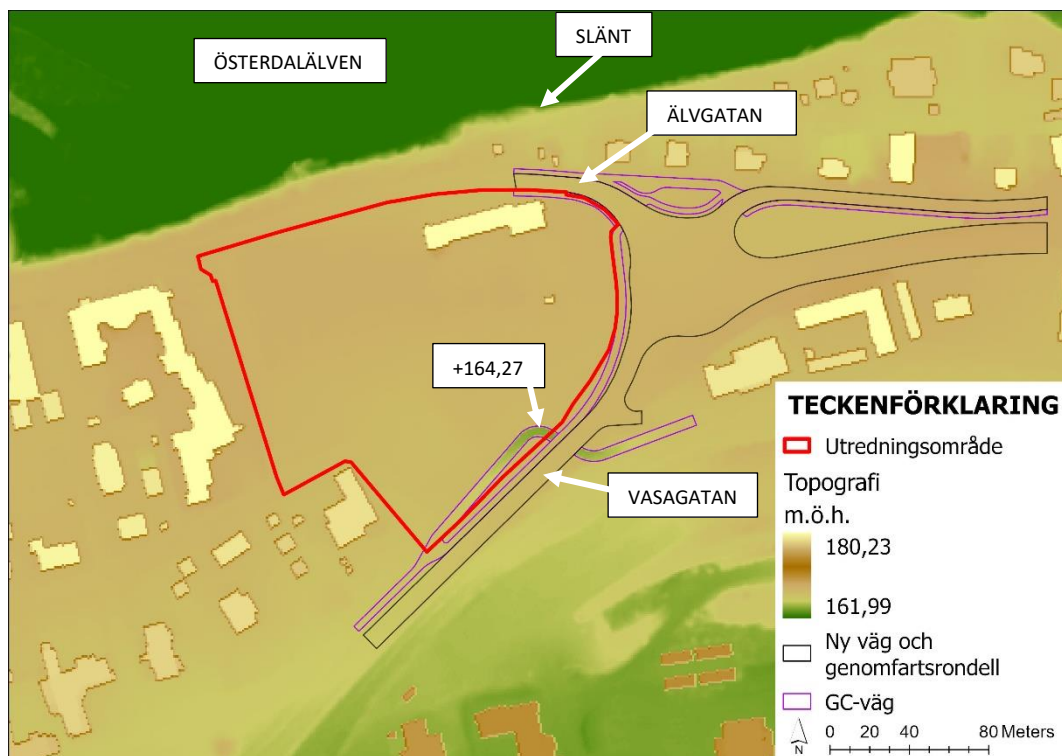 SLÄNT
ÖSTERDALÄLVEN
ÄLVGATAN
+164,27
VASAGATAN
TECKENFÖRKLARING
Utredningsområde
Topografi
m.ö.h.
180,23
161,99
Ny väg och
genomfartsrondell
GC-väg
N
0 20 40 80 Meters